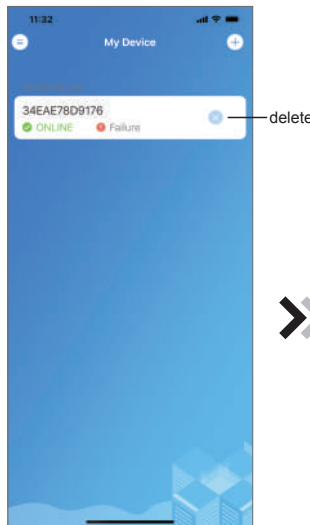 11:32
My Device
34EAE78D9176
ONLINE Failure
delete